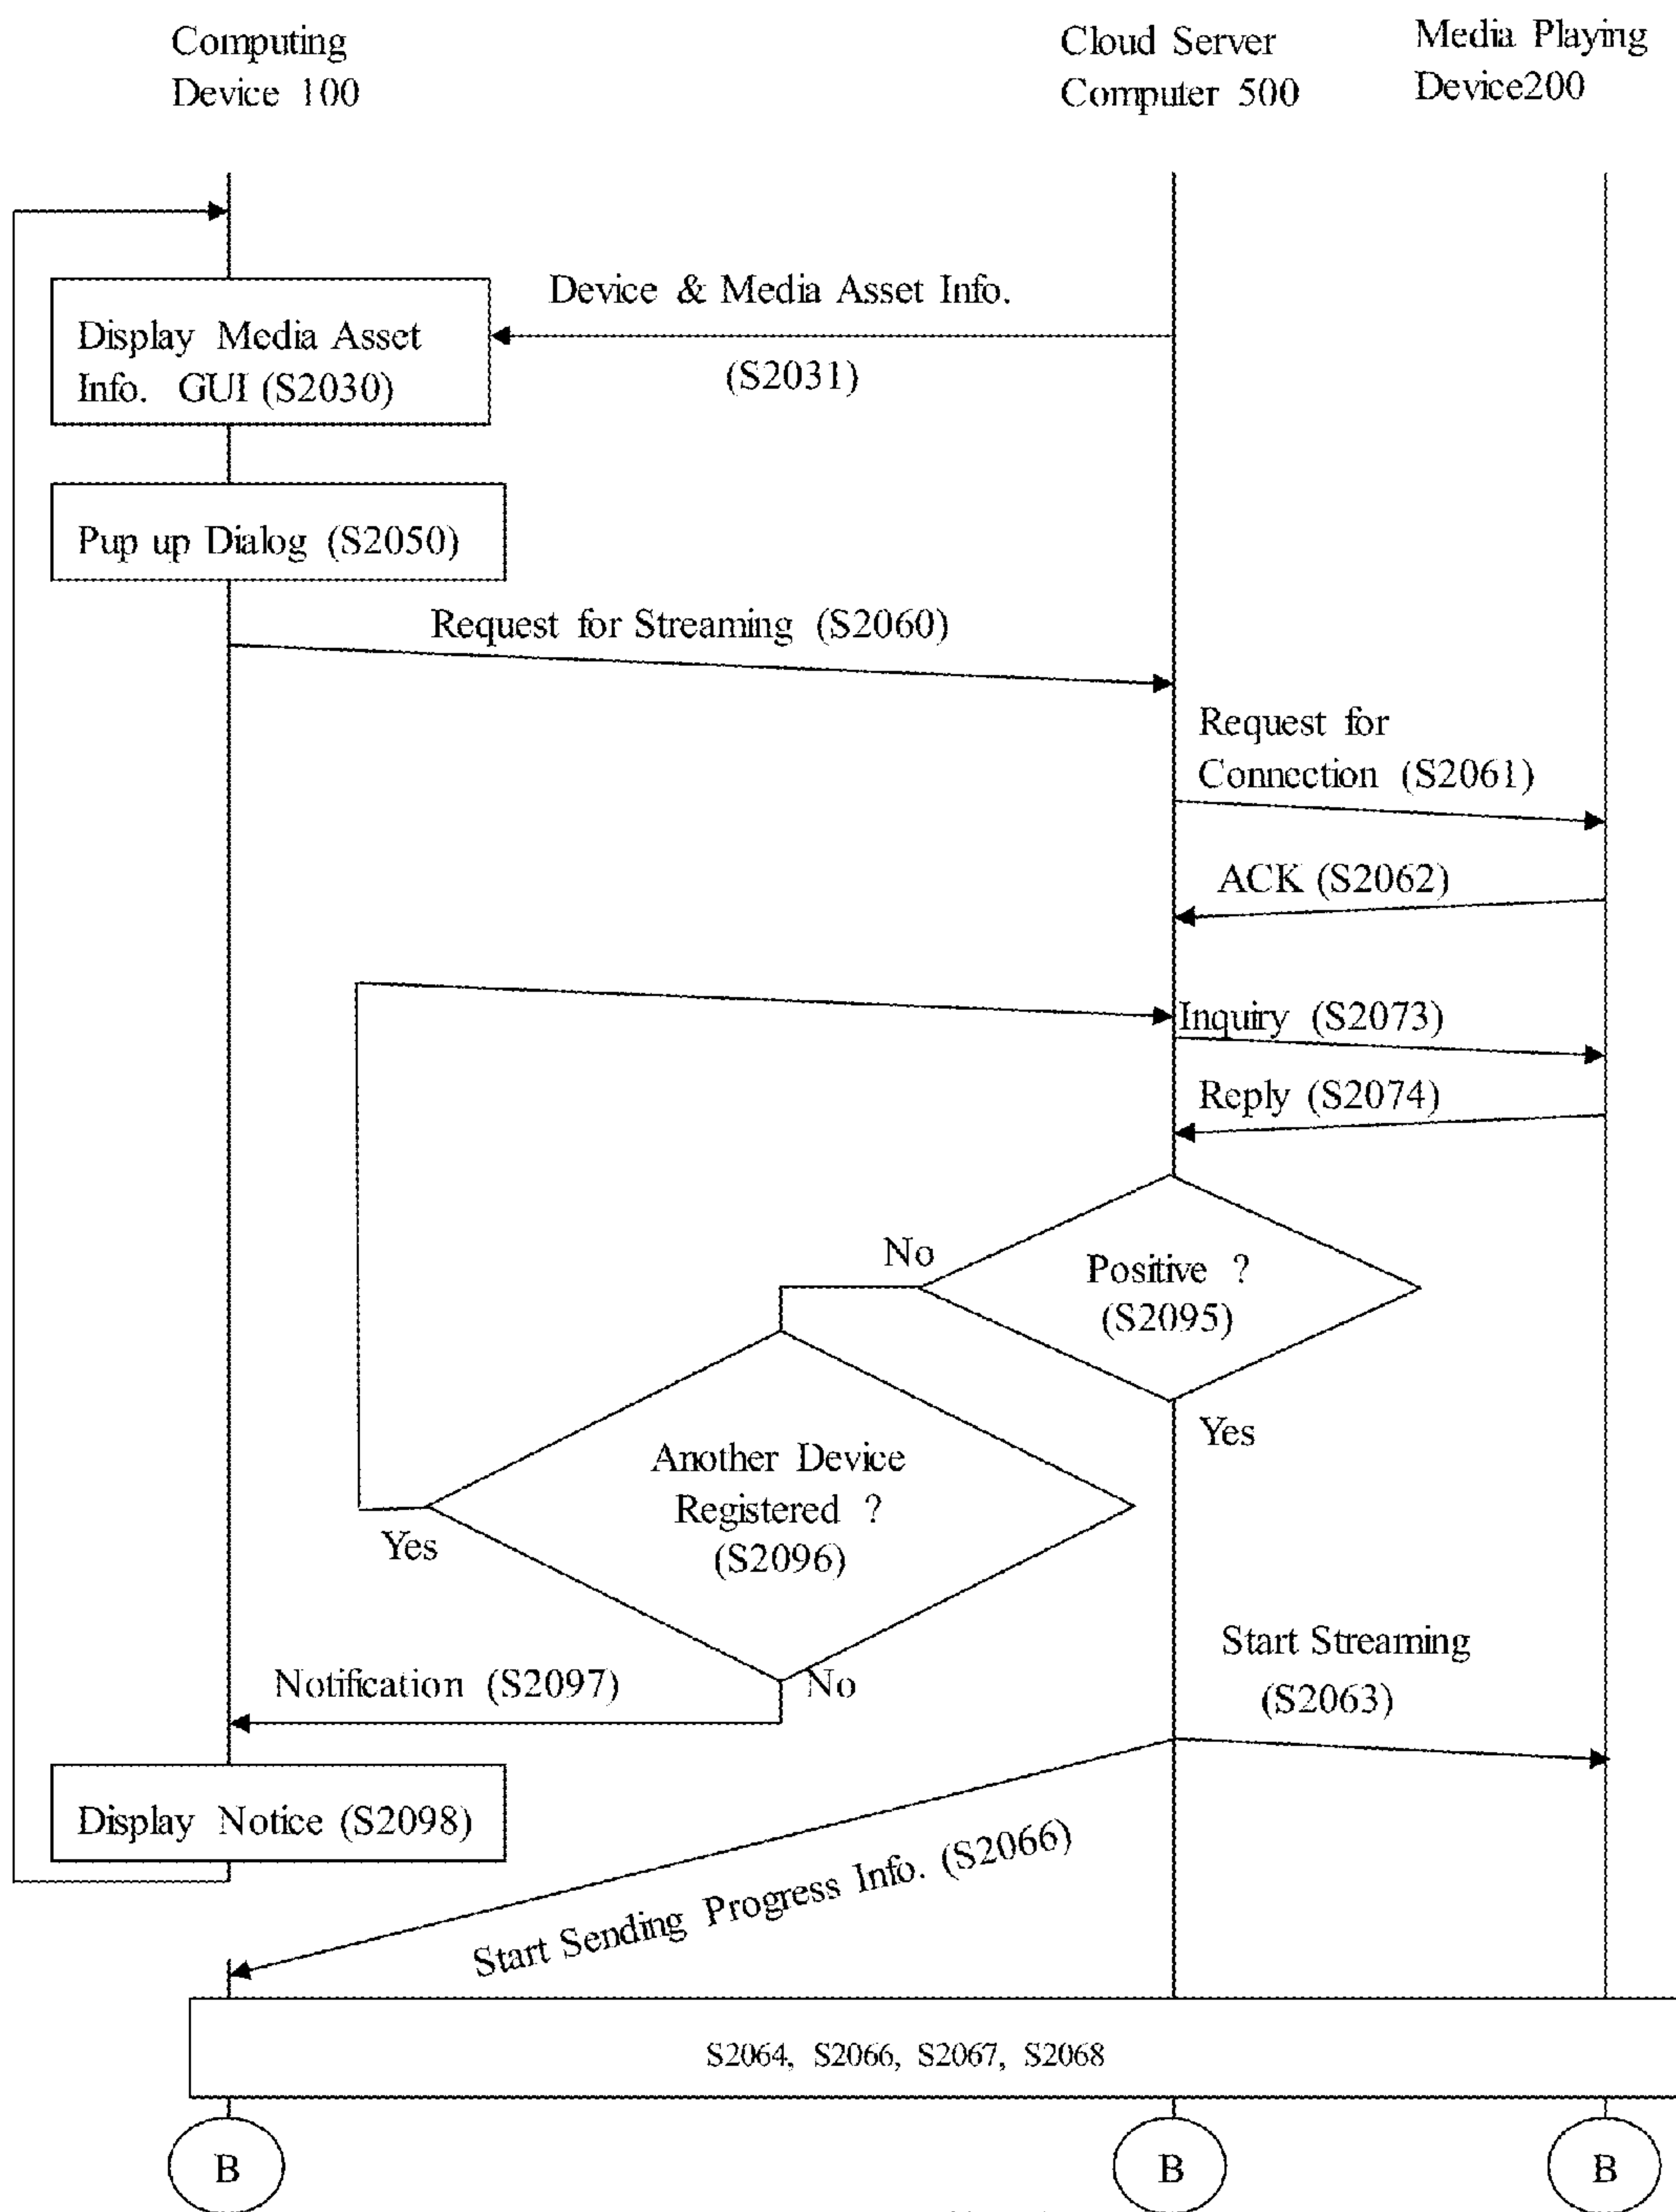 Computing
Device 100
Cloud Server
Computer 500
Media Playing
Device200
Device & Media Asset Info.
(S2031)
Display Media Asset
Info. GUI (S2030)
Pup up Dialog (S2050)
Request for Streaming (S2060)
Request for
Connection (S2061)
ACK (S2062)
Inquiry (S2073)
Reply (S2074)
Positive ?
(S2095)
No
Yes
Another Device
Registered ?
(S2096)
Yes
No
Start Streaming
(S2063)
Notification (S2097)
Display Notice (S2098)
Start Sending Progress Info. (S2066)
S2064, S2066, S2067, S2068
B
B
B